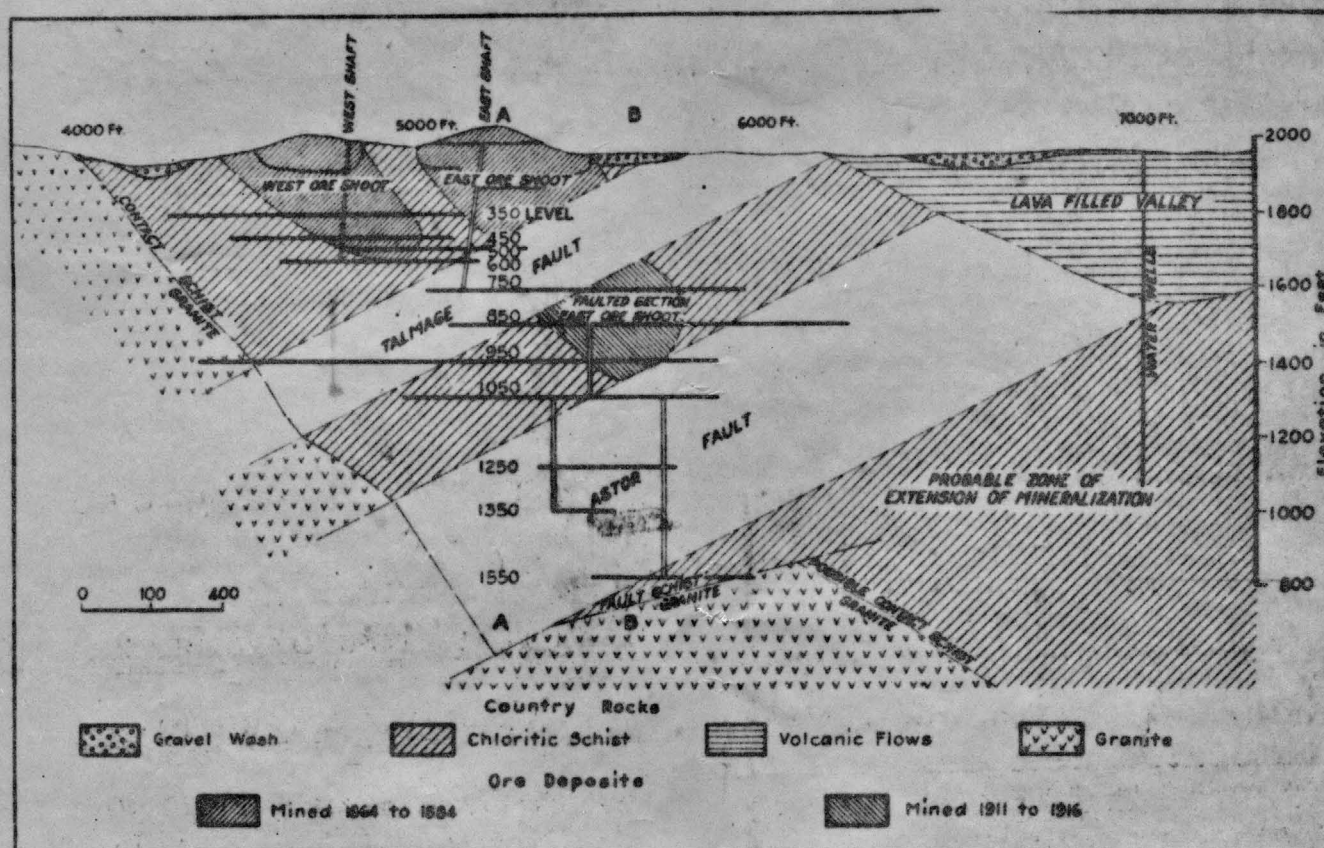 WEST SHAFT
EAST SHAFT
4000 Ft.
5000 Ft.
A
B
6000 Ft.
7000 Ft.
2000
1800
1600
1400
1200
1000
800
Elevation in Feet
WEST ORE SHOOT
EAST ORE SHOOT
LAVA FILLED VALLEY
CONTACT
SCHIST
GRANITE
350 LEVEL
450
500
600
750
850
950
1050
1250
1350
1550
TALMAGE
FAULT
FAULTED SECTION
EAST ORE SHOOT
WATER WELL
ASTOR
FAULT
PROBABLE ZONE OF
EXTENSION OF MINERALIZATION
FAULT SCHIST
GRANITE
PROBABLE CONTACT SCHIST
GRANITE
0 100 400
A
B
Country Rocks
Gravel Wash
Chloritic Schist
Volcanic Flows
Granite
Ore Deposits
Mined 1864 to 1884
Mined 1911 to 1916